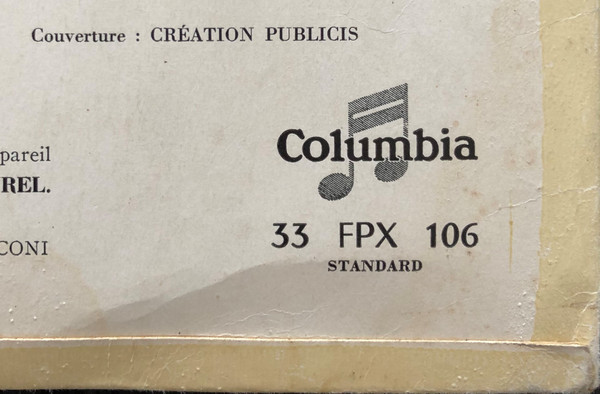 Couverture : CRÉATION PUBLICIS
pareil
REL.
CONI
Columbia
33 FPX 106
STANDARD